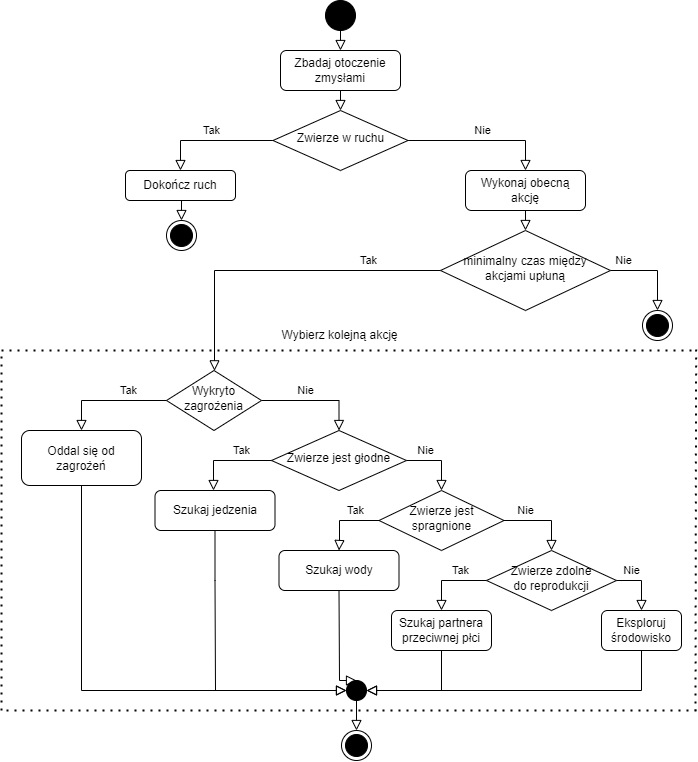 Zbadaj otoczenie
zmysłami
Tak
Zwierze w ruchu
Nie
Dokończ ruch
Wykonaj obecną
akcję
Tak
minimalny czas między
akcjami upłuną
Nie
Wybierz kolejną akcję
Tak
Wykryto
zagrożenia
Nie
Oddal się od
zagrożeń
Tak
Zwierze jest głodne
Nie
Szukaj jedzenia
Tak
Zwierze jest
spragnione
Nie
Szukaj wody
Tak
Zwierze zdolne
do reprodukcji
Nie
Szukaj partnera
przeciwnej płci
Eksploruj
środowisko